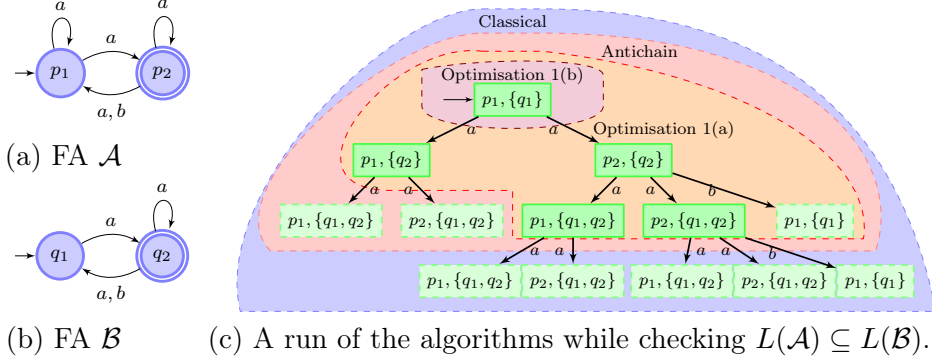 a
a
a
p₁
p₂
a, b
(a) FA 𝒜
a
a
q₁
q₂
a, b
(b) FA ℬ
Classical
Antichain
Optimisation 1(b)
p₁, {q₁}
a
a
Optimisation 1(a)
p₁, {q₂}
p₂, {q₂}
a
a
a
a
b
p₁, {q₁, q₂}
p₂, {q₁, q₂}
p₁, {q₁, q₂}
p₂, {q₁, q₂}
p₁, {q₁}
a
a
a
a
b
p₁, {q₁, q₂}
p₂, {q₁, q₂}
p₁, {q₁, q₂}
p₂, {q₁, q₂}
p₁, {q₁}
(c) A run of the algorithms while checking L(𝒜) ⊆ L(ℬ).